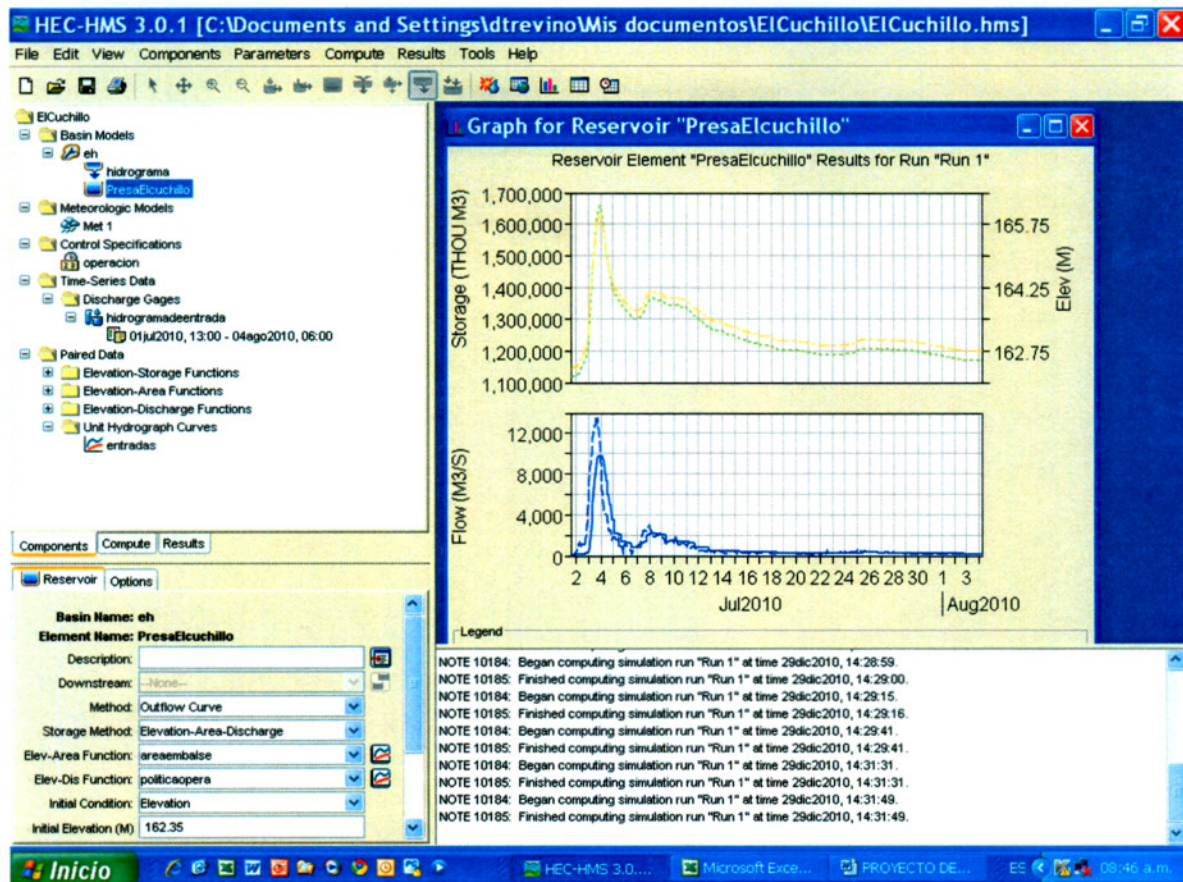 HEC-HMS 3.0.1 [C:\Documents and Settings\dtrevino\Mis documentos\ElCuchillo\ElCuchillo.hms]
File Edit View Components Parameters Compute Results Tools Help
ElCuchillo
Basin Models
eh
hidrograma
PresaElcuchillo
Meteorologic Models
Met 1
Control Specifications
operacion
Time-Series Data
Discharge Gages
hidrogramadeentrada
01jul2010, 13:00 - 04ago2010, 06:00
Paired Data
Elevation-Storage Functions
Elevation-Area Functions
Elevation-Discharge Functions
Unit Hydrograph Curves
entradas
Components Compute Results
Reservoir Options
Basin Name: eh
Element Name: PresaElcuchillo
Description:
Downstream: --None--
Method: Outflow Curve
Storage Method: Elevation-Area-Discharge
Elev-Area Function: areaembalse
Elev-Dis Function: politicaopera
Initial Condition: Elevation
Initial Elevation (M) 162.35
Graph for Reservoir "PresaElcuchillo"
Reservoir Element "PresaElcuchillo" Results for Run "Run 1"
Storage (THOU M3)
1,700,000
1,600,000
1,500,000
1,400,000
1,300,000
1,200,000
1,100,000
165.75
164.25
162.75
Elev (M)
Flow (M3/S)
12,000
8,000
4,000
0
2 4 6 8 10 12 14 16 18 20 22 24 26 28 30 1 3
Jul2010 Aug2010
Legend
NOTE 10184: Began computing simulation run "Run 1" at time 29dic2010, 14:28:59.
NOTE 10185: Finished computing simulation run "Run 1" at time 29dic2010, 14:29:00.
NOTE 10184: Began computing simulation run "Run 1" at time 29dic2010, 14:29:15.
NOTE 10185: Finished computing simulation run "Run 1" at time 29dic2010, 14:29:16.
NOTE 10184: Began computing simulation run "Run 1" at time 29dic2010, 14:29:41.
NOTE 10185: Finished computing simulation run "Run 1" at time 29dic2010, 14:29:41.
NOTE 10184: Began computing simulation run "Run 1" at time 29dic2010, 14:31:31.
NOTE 10185: Finished computing simulation run "Run 1" at time 29dic2010, 14:31:31.
NOTE 10184: Began computing simulation run "Run 1" at time 29dic2010, 14:31:49.
NOTE 10185: Finished computing simulation run "Run 1" at time 29dic2010, 14:31:49.
Inicio HEC-HMS 3.0.... Microsoft Exce... PROYECTO DE... ES 08:46 a.m.